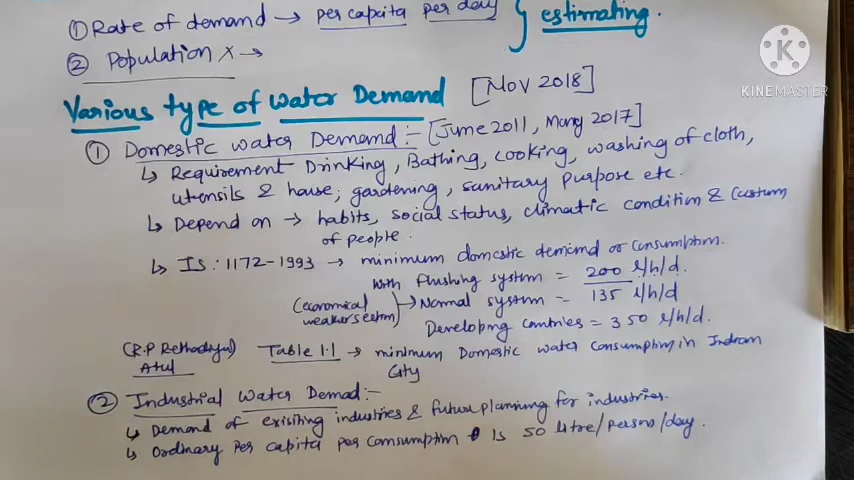 ① Rate of demand → per capcita per day
estimating.
② Population x →
Various type of water Demand [Nov 2018]
① Domestic water Demand :- [June 2011, May 2017]
↳ Requirement Drinking, Bathing, cooking, washing of cloth,
utensils & house, gardening, sanitary purpose etc.
↳ Depend on → habits, social status, climatic condition & Custum
of people.
↳ IS : 1172-1993 → minimum domestic demand or consumption.
with flushing system = 200 l/h/d.
(economical weaker section) → Normal system = 135 l/h/d
Developing countries = 350 l/h/d.
(R.P Rethaliya) Table 1.1 → minimum Domestic water consumption in Indian
Atul City
② Industrial Water Demad :-
↳ Demand of existing industries & future planning for industries.
↳ Ordinary per capita per consumption is 50 litre/person/day.
KINEMASTER